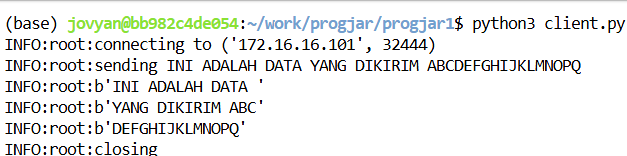 (base) jovyan@bb982c4de054:~/work/progjar/progjar1$ python3 client.py
INFO:root:connecting to ('172.16.16.101', 32444)
INFO:root:sending INI ADALAH DATA YANG DIKIRIM ABCDEFGHIJKLMNOPQ
INFO:root:b'INI ADALAH DATA '
INFO:root:b'YANG DIKIRIM ABC'
INFO:root:b'DEFGHIJKLMNOPQ'
INFO:root:closing